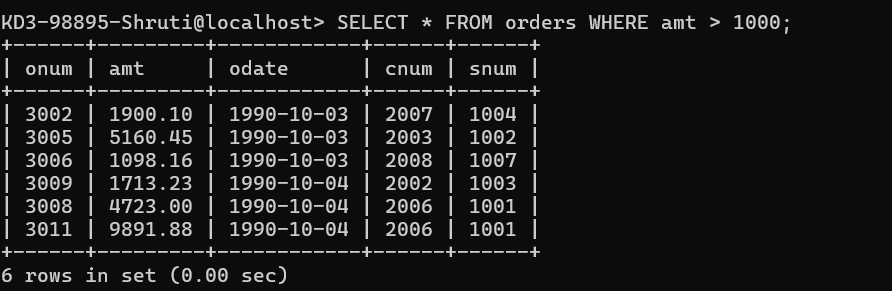 KD3-98895-Shruti@localhost> SELECT * FROM orders WHERE amt > 1000;
+------+---------+------------+------+------+
| onum | amt     | odate      | cnum | snum |
+------+---------+------------+------+------+
| 3002 | 1900.10 | 1990-10-03 | 2007 | 1004 |
| 3005 | 5160.45 | 1990-10-03 | 2003 | 1002 |
| 3006 | 1098.16 | 1990-10-03 | 2008 | 1007 |
| 3009 | 1713.23 | 1990-10-04 | 2002 | 1003 |
| 3008 | 4723.00 | 1990-10-04 | 2006 | 1001 |
| 3011 | 9891.88 | 1990-10-04 | 2006 | 1001 |
+------+---------+------------+------+------+
6 rows in set (0.00 sec)